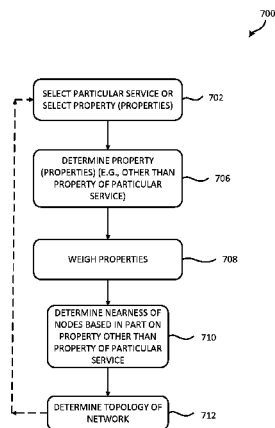 700
SELECT PARTICULAR SERVICE OR
SELECT PROPERTY (PROPERTIES)
702
DETERMINE PROPERTY
(PROPERTIES) (E.G., OTHER THAN
PROPERTY OF PARTICULAR
SERVICE)
706
WEIGH PROPERTIES
708
DETERMINE NEARNESS OF
NODES BASED IN PART ON
PROPERTY OTHER THAN
PROPERTY OF PARTICULAR
SERVICE
710
DETERMINE TOPOLOGY OF
NETWORK
712